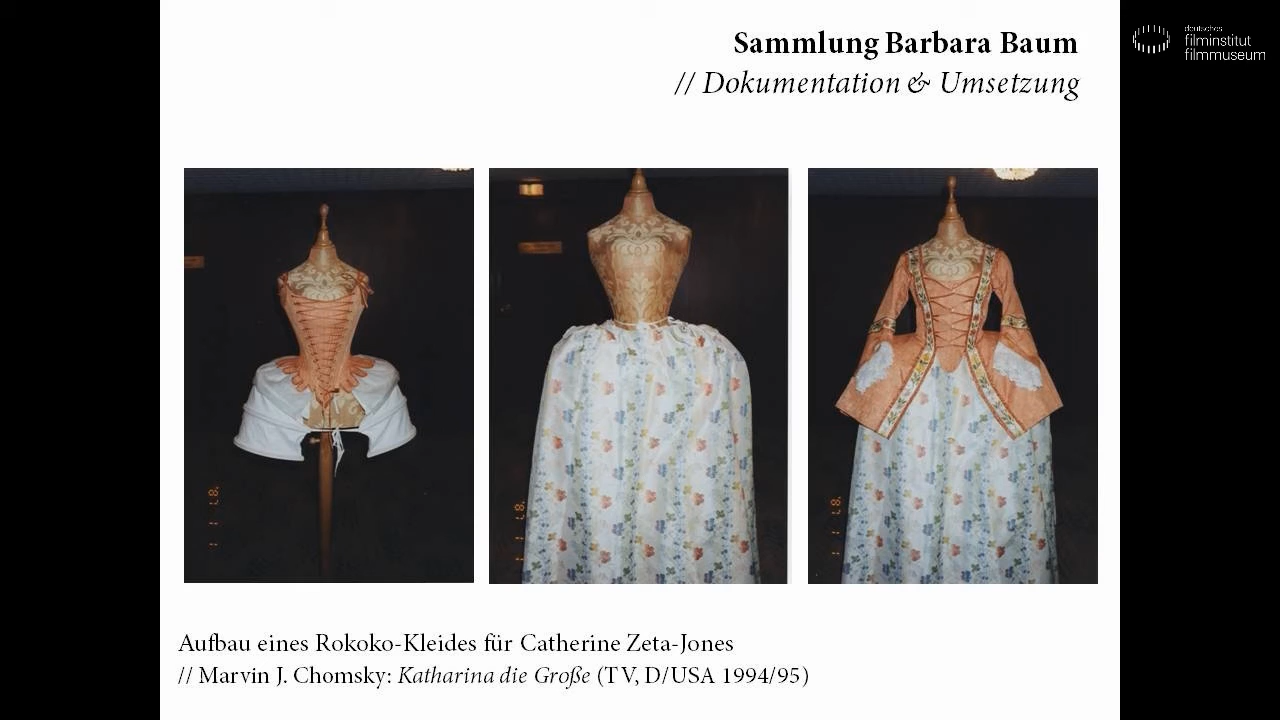 Sammlung Barbara Baum
// Dokumentation & Umsetzung
deutsches
filminstitut
filmmuseum
Aufbau eines Rokoko-Kleides für Catherine Zeta-Jones
// Marvin J. Chomsky: Katharina die Große (TV, D/USA 1994/95)